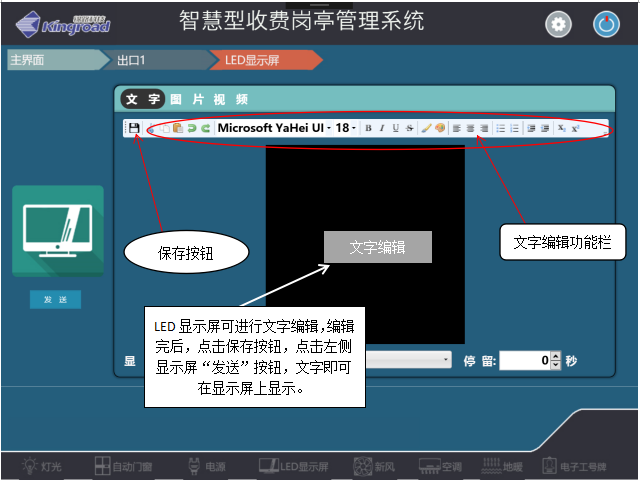 Kingroad
智慧型收费岗亭管理系统
主界面
出口1
LED显示屏
文 字 图 片 视 频
Microsoft YaHei UI 18 B I U S X₂ X²
保存按钮
文字编辑功能栏
文字编辑
发 送
LED 显示屏可进行文字编辑,编辑
完后，点击保存按钮，点击左侧
显示屏“发送”按钮，文字即可
在显示屏上显示。
显
停 留: 0 秒
灯光 自动门窗 电源 LED显示屏 新风 空调 地暖 电子工号牌